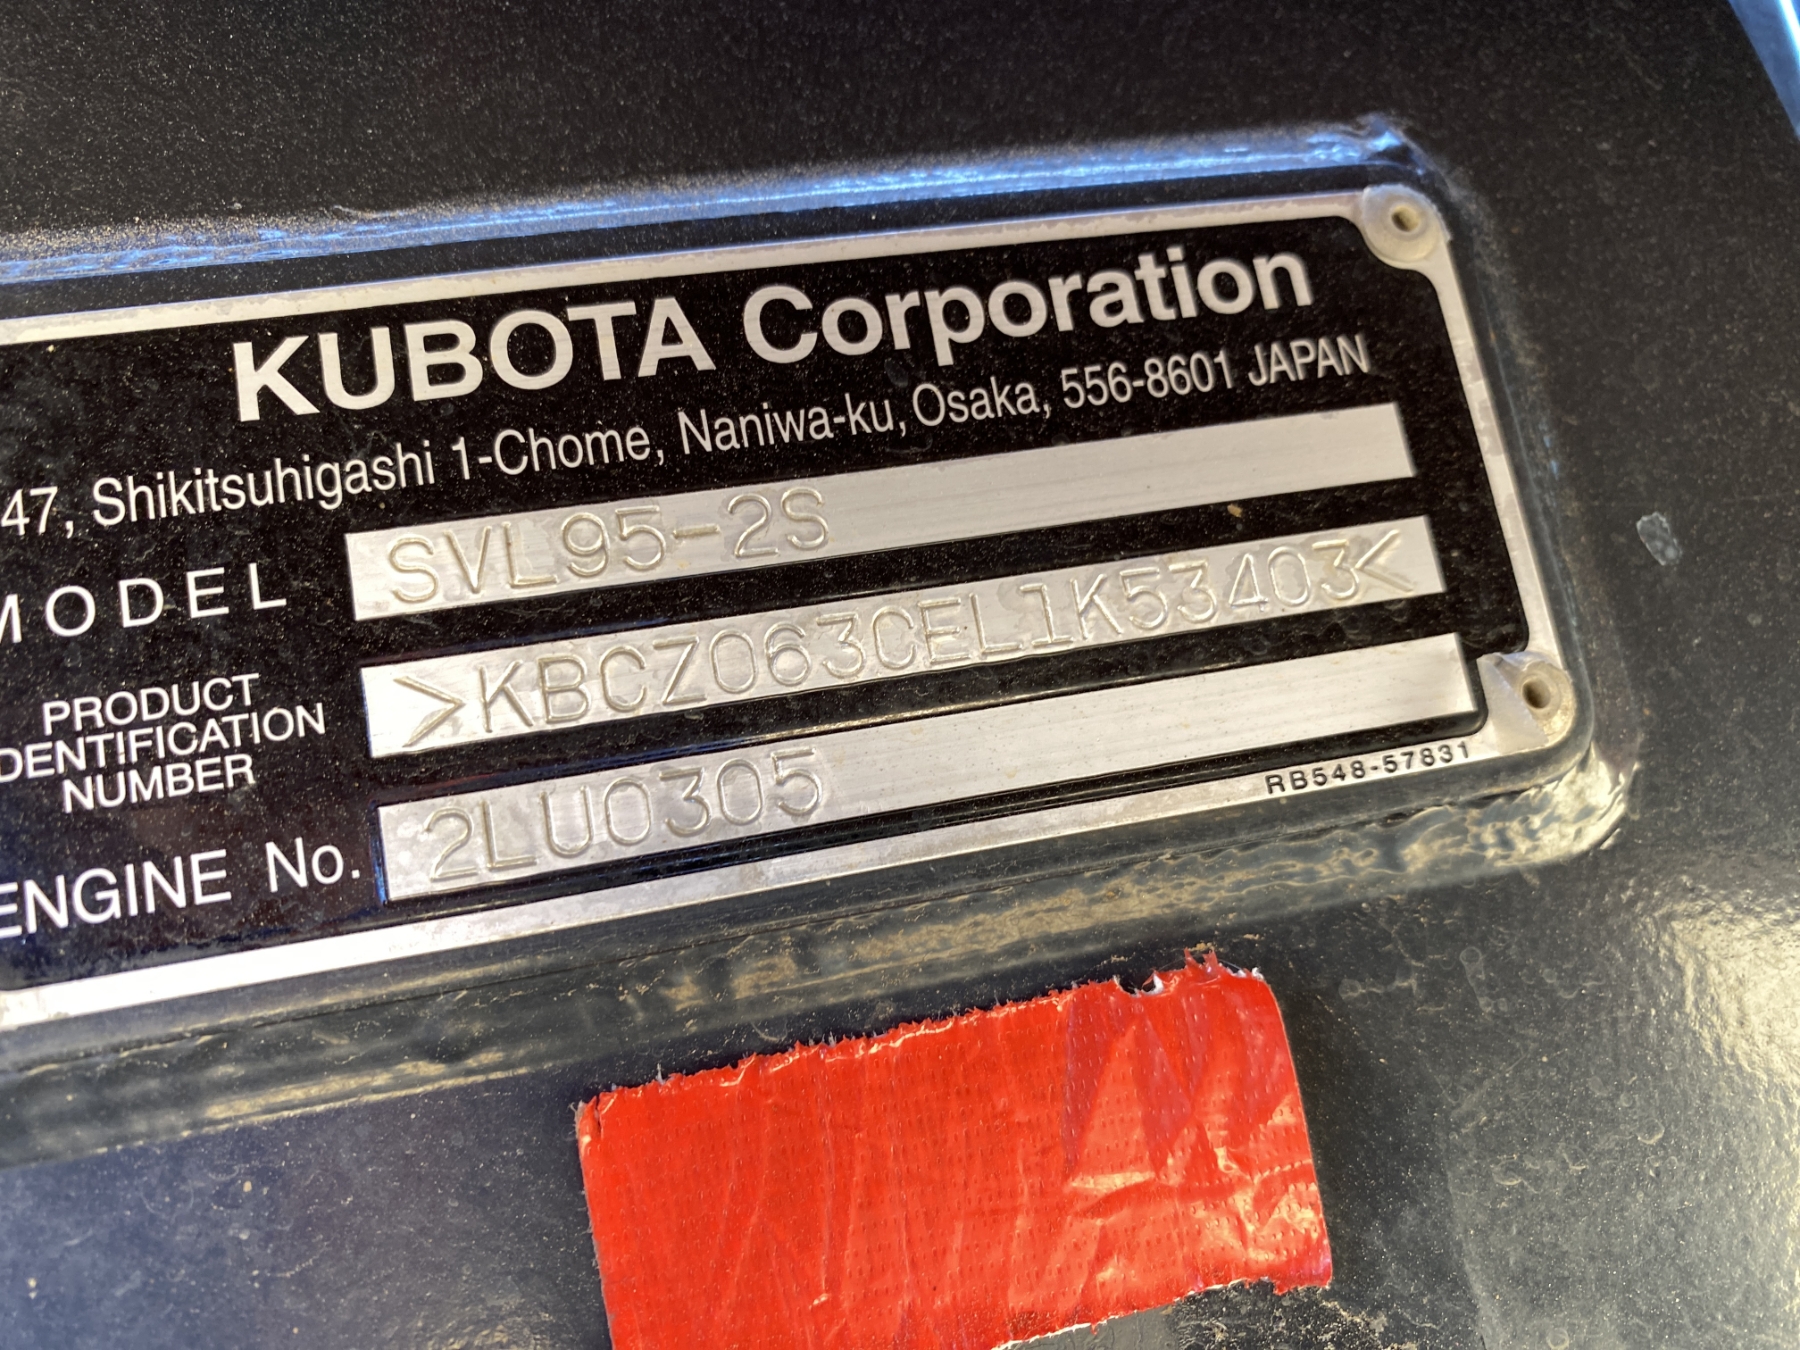 KUBOTA Corporation
47, Shikitsuhigashi 1-Chome, Naniwa-ku, Osaka, 556-8601 JAPAN
MODEL SVL95-2S
PRODUCT
IDENTIFICATION
NUMBER
>KBCZ063CEL1K53403<
ENGINE No. 2LU0305
RB548-57831